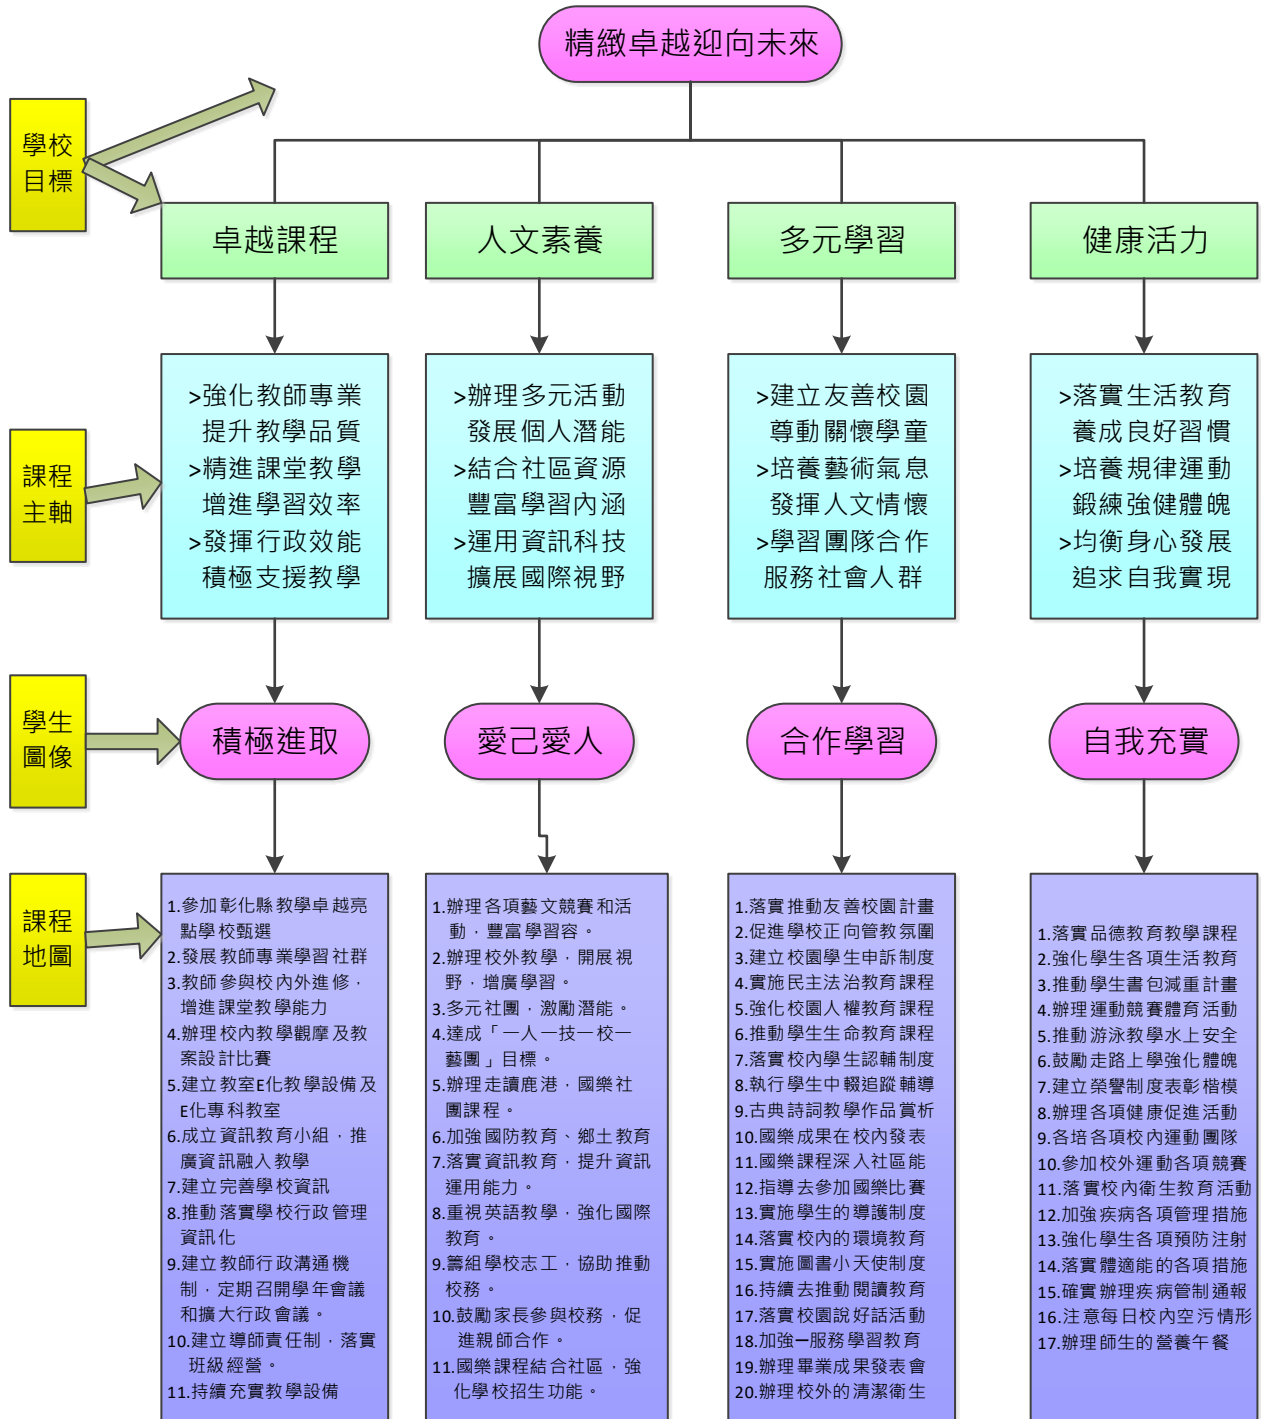 精緻卓越迎向未來
學校
目標
卓越課程
人文素養
多元學習
健康活力
課程
主軸
>強化教師專業
提升教學品質
>精進課堂教學
增進學習效率
>發揮行政效能
積極支援教學
>辦理多元活動
發展個人潛能
>結合社區資源
豐富學習內涵
>運用資訊科技
擴展國際視野
>建立友善校園
尊動關懷學童
>培養藝術氣息
發揮人文情懷
>學習團隊合作
服務社會人群
>落實生活教育
養成良好習慣
>培養規律運動
鍛練強健體魄
>均衡身心發展
追求自我實現
學生
圖像
積極進取
愛己愛人
合作學習
自我充實
課程
地圖
1.參加彰化縣教學卓越亮
點學校甄選
2.發展教師專業學習社群
3.教師參與校內外進修，
增進課堂教學能力
4.辦理校內教學觀摩及教
案設計比賽
5.建立教室E化教學設備及
E化專科教室
6.成立資訊教育小組，推
廣資訊融入教學
7.建立完善學校資訊
8.推動落實學校行政管理
資訊化
9.建立教師行政溝通機
制，定期召開學年會議
和擴大行政會議。
10.建立導師責任制，落實
班級經營。
11.持續充實教學設備
1.辦理各項藝文競賽和活
動，豐富學習容。
2.辦理校外教學，開展視
野，增廣學習。
3.多元社團，激勵潛能。
4.達成「一人一技一校一
藝團」目標。
5.辦理走讀鹿港，國樂社
團課程。
6.加強國防教育、鄉土教育
7.落實資訊教育，提升資訊
運用能力。
8.重視英語教學，強化國際
教育。
9.籌組學校志工，協助推動
校務。
10.鼓勵家長參與校務，促
進親師合作。
11.國樂課程結合社區，強
化學校招生功能。
1.落實推動友善校園計畫
2.促進學校正向管教氛圍
3.建立校園學生申訴制度
4.實施民主法治教育課程
5.強化校園人權教育課程
6.推動學生生命教育課程
7.落實校內學生認輔制度
8.執行學生中輟追蹤輔導
9.古典詩詞教學作品賞析
10.國樂成果在校內發表
11.國樂課程深入社區能
12.指導去參加國樂比賽
13.實施學生的導護制度
14.落實校內的環境教育
15.實施圖書小天使制度
16.持續去推動閱讀教育
17.落實校園說好話活動
18.加強一服務學習教育
19.辦理畢業成果發表會
20.辦理校外的清潔衛生
1.落實品德教育教學課程
2.強化學生各項生活教育
3.推動學生書包減重計畫
4.辦理運動競賽體育活動
5.推動游泳教學水上安全
6.鼓勵走路上學強化體魄
7.建立榮譽制度表彰楷模
8.辦理各項健康促進活動
9.各培各項校內運動團隊
10.參加校外運動各項競賽
11.落實校內衛生教育活動
12.加強疾病各項管理措施
13.強化學生各項預防注射
14.落實體適能的各項措施
15.確實辦理疾病管制通報
16.注意每日校內空污情形
17.辦理師生的營養午餐